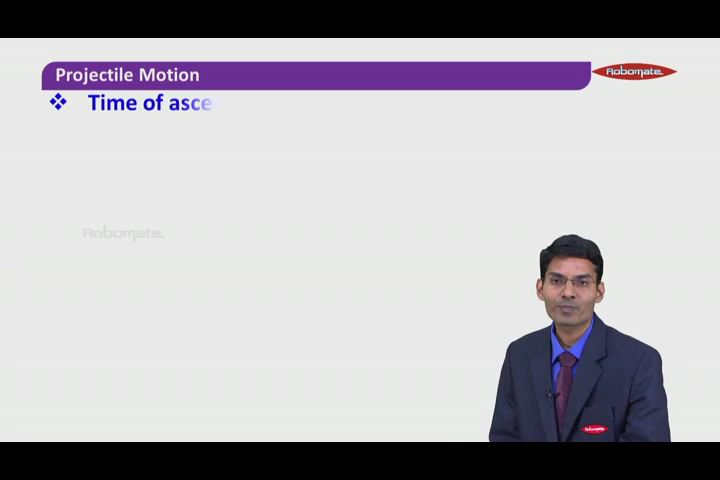 Projectile Motion
Robomate
Time of asce
Robomate
Robomate